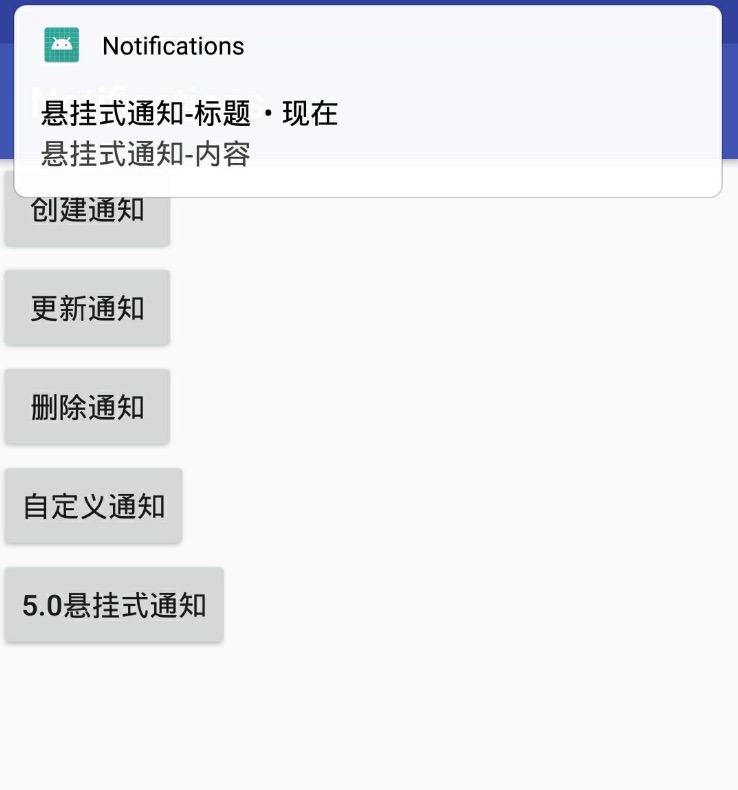 Notifications
悬挂式通知-标题 • 现在
悬挂式通知-内容
创建通知
更新通知
删除通知
自定义通知
5.0悬挂式通知